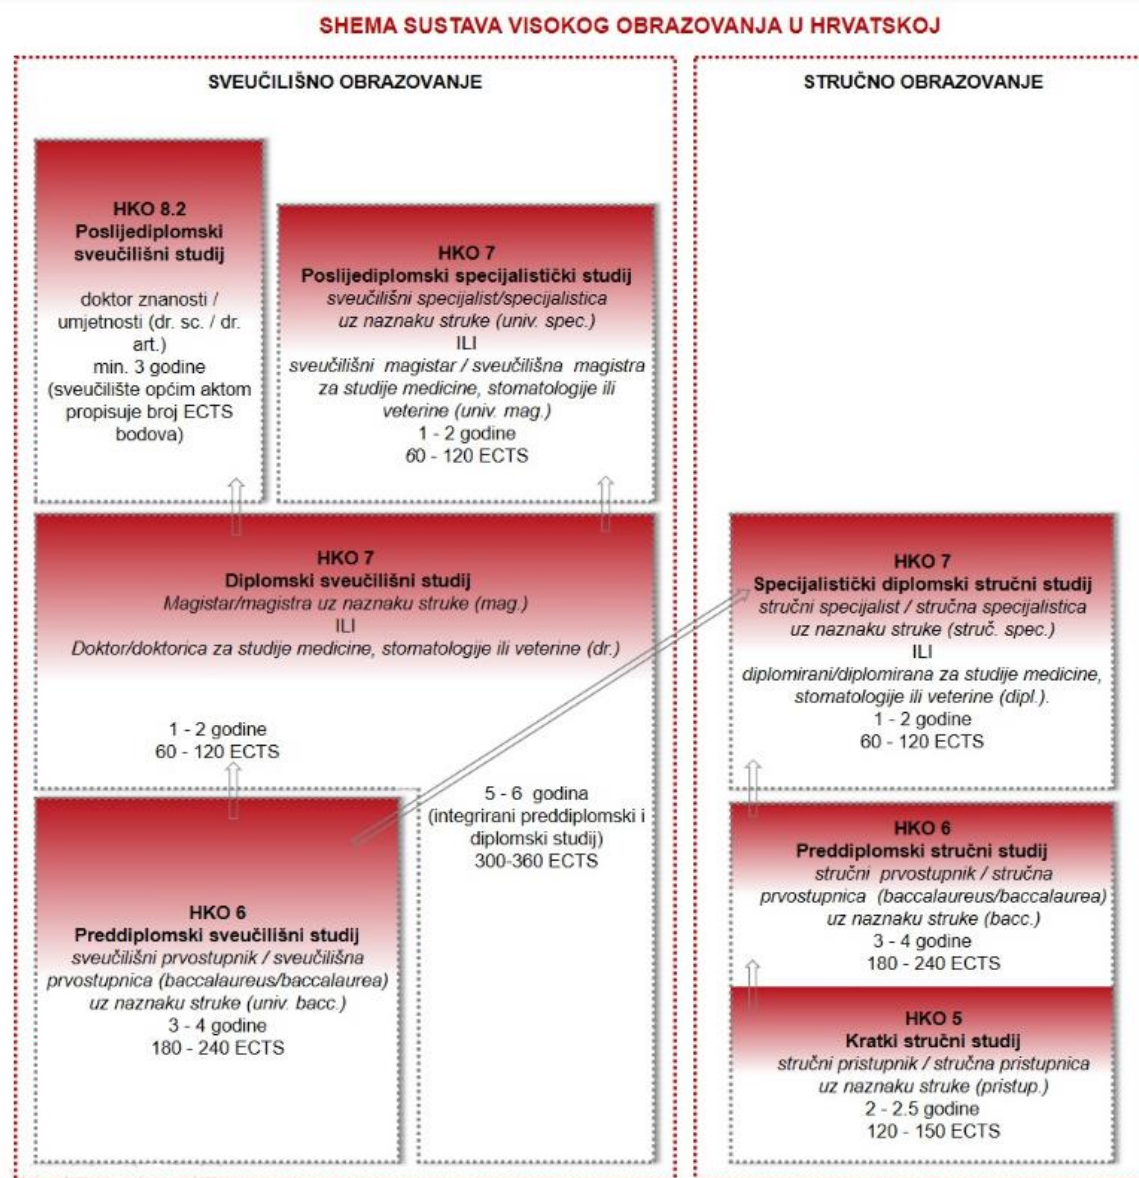 SHEMA SUSTAVA VISOKOG OBRAZOVANJA U HRVATSKOJ
SVEUČILIŠNO OBRAZOVANJE
HKO 8.2
Poslijediplomski
sveučilišni studij
doktor znanosti /
umjetnosti (dr. sc. / dr.
art.)
min. 3 godine
(sveučilište općim aktom
propisuje broj ECTS
bodova)
HKO 7
Poslijediplomski specijalistički studij
sveučilišni specijalist/specijalistica
uz naznaku struke (univ. spec.)
ILI
sveučilišni magistar / sveučilišna magistra
za studije medicine, stomatologije ili
veterine (univ. mag.)
1 - 2 godine
60 - 120 ECTS
HKO 7
Diplomski sveučilišni studij
Magistar/magistra uz naznaku struke (mag.)
ILI
Doktor/doktorica za studije medicine, stomatologije ili veterine (dr.)
1 - 2 godine
60 - 120 ECTS
5 - 6 godina
(integrirani preddiplomski i
diplomski studij)
300-360 ECTS
HKO 6
Preddiplomski sveučilišni studij
sveučilišni prvostupnik / sveučilišna
prvostupnica (baccalaureus/baccalaurea)
uz naznaku struke (univ. bacc.)
3 - 4 godine
180 - 240 ECTS
STRUČNO OBRAZOVANJE
HKO 7
Specijalistički diplomski stručni studij
stručni specijalist / stručna specijalistica
uz naznaku struke (struč. spec.)
ILI
diplomirani/diplomirana za studije medicine,
stomatologije ili veterine (dipl.).
1 - 2 godine
60 - 120 ECTS
HKO 6
Preddiplomski stručni studij
stručni prvostupnik / stručna
prvostupnica (baccalaureus/baccalaurea)
uz naznaku struke (bacc.)
3 - 4 godine
180 - 240 ECTS
HKO 5
Kratki stručni studij
stručni pristupnik / stručna pristupnica
uz naznaku struke (pristup.)
2 - 2.5 godine
120 - 150 ECTS